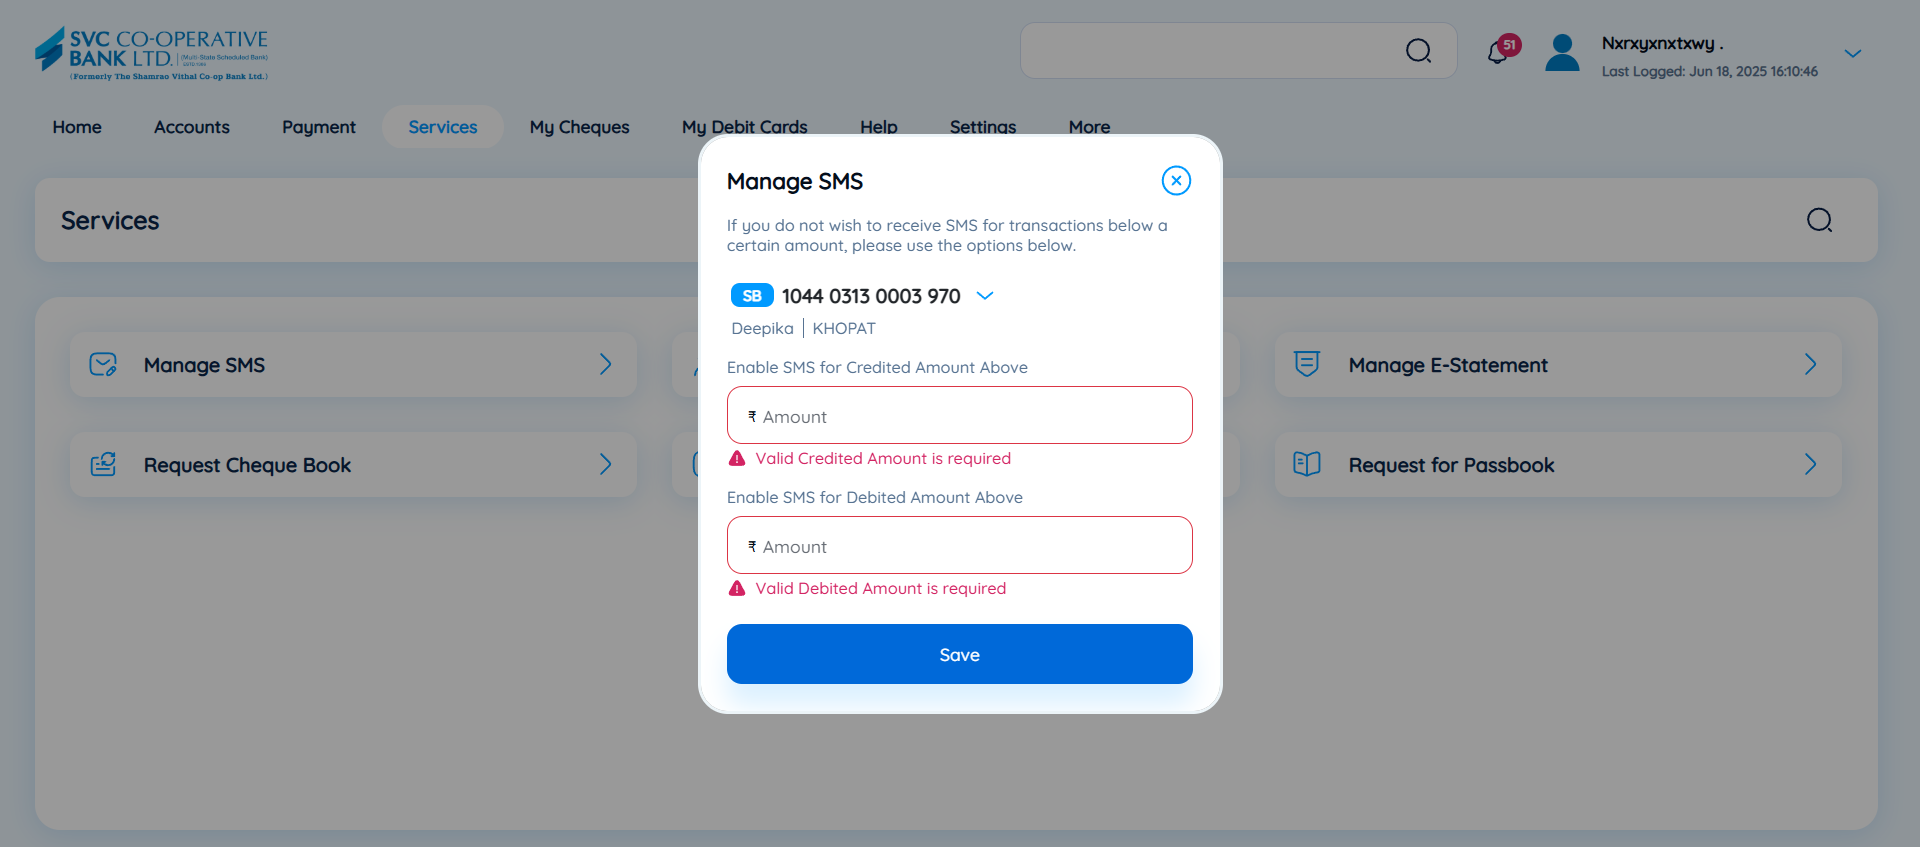 SVC CO-OPERATIVE
BANK LTD. (Multi-State Scheduled Bank)
(Formerly The Shamrao Vithal Co-op Bank Ltd.)
51
Nxrxyxnxtxwy .
Last Logged: Jun 18, 2025 16:10:46
Home Accounts Payment Services My Cheques My Debit Cards Help Settings More
Services
Manage SMS
Request Cheque Book
Manage E-Statement
Request for Passbook
Manage SMS
If you do not wish to receive SMS for transactions below a
certain amount, please use the options below.
SB 1044 0313 0003 970
Deepika | KHOPAT
Enable SMS for Credited Amount Above
₹ Amount
Valid Credited Amount is required
Enable SMS for Debited Amount Above
₹ Amount
Valid Debited Amount is required
Save